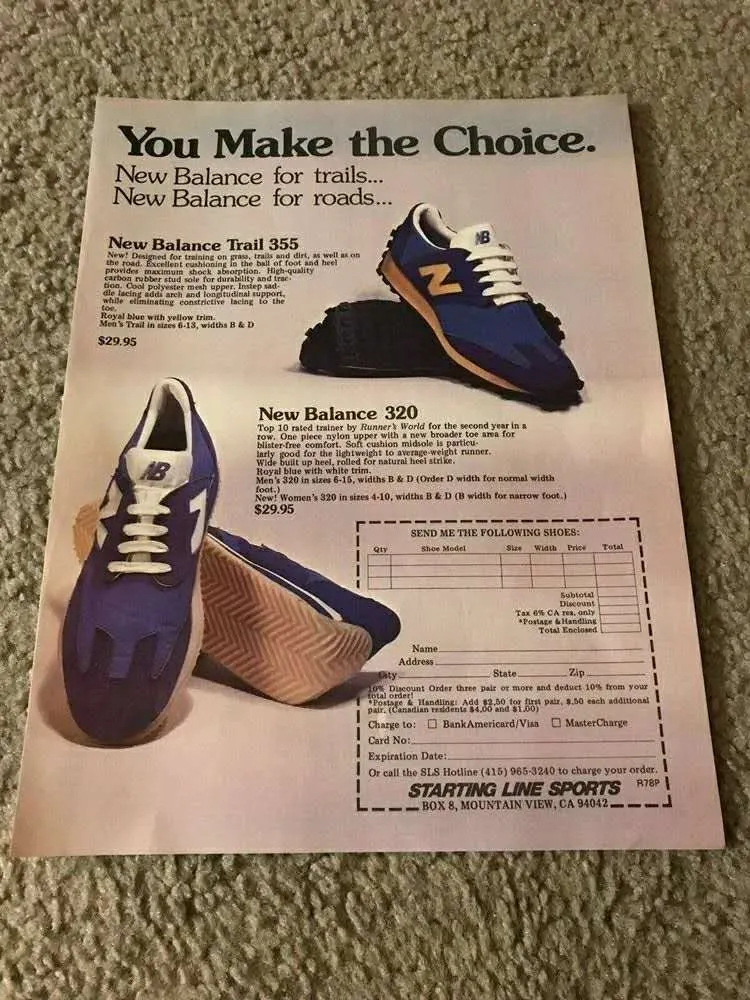 You Make the Choice.
New Balance for trails...
New Balance for roads...
New Balance Trail 355
New! Designed for training on grass, trails and dirt, as well as on
the road. Excellent cushioning in the ball of foot and heel
provides maximum shock absorption. High-quality
carbon rubber stud sole for durability and trac-
tion. Cool polyester mesh upper. Instep sad-
dle lacing adds arch and longitudinal support,
while eliminating constrictive lacing to the
toe.
Royal blue with yellow trim.
Men's Trail in sizes 6-13, widths B & D
$29.95
NB
N
New Balance 320
Top 10 rated trainer by Runner's World for the second year in a
row. One piece nylon upper with a new broader toe area for
blister-free comfort. Soft cushion midsole is particu-
larly good for the lightweight to average-weight runner.
Wide built up heel, rolled for natural heel strike.
Royal blue with white trim.
Men's 320 in sizes 6-15, widths B & D (Order D width for normal width
foot.)
New! Women's 320 in sizes 4-10, widths B & D (B width for narrow foot.)
$29.95
NB
SEND ME THE FOLLOWING SHOES:
Qty Shoe Model Size Width Price Total
Subtotal
Discount
Tax 6% CA res. only
*Postage & Handling
Total Enclosed
Name
Address
City State Zip
10% Discount Order three pair or more and deduct 10% from your
total order!
*Postage & Handling: Add $2.50 for first pair, $.50 each additional
pair. (Canadian residents $4.00 and $1.00)
Charge to: BankAmericard/Visa MasterCharge
Card No:
Expiration Date:
Or call the SLS Hotline (415) 965-3240 to charge your order.
STARTING LINE SPORTS R78P
BOX 8, MOUNTAIN VIEW, CA 94042